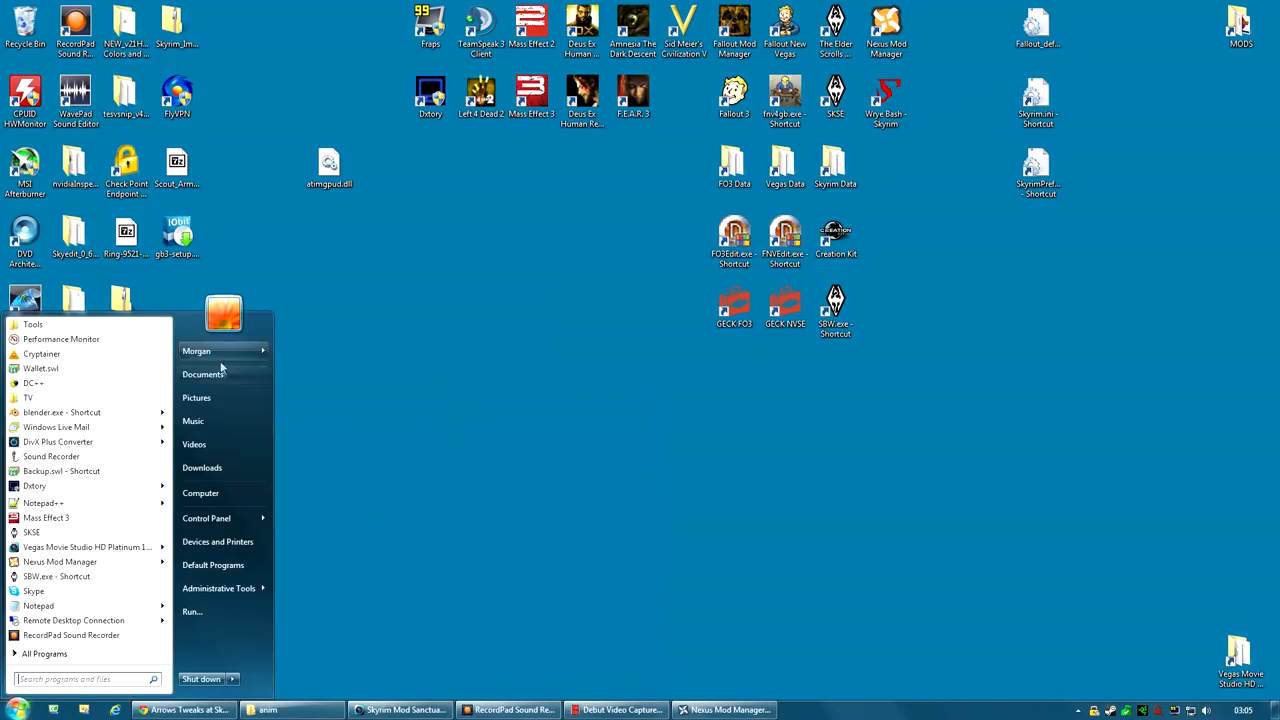 99
Recycle Bin
RecordPad Sound R...
NEW_v21H... Colors and ...
Skyrim_Im...
Fraps
TeamSpeak 3 Client
Mass Effect 2
Deus Ex Human ...
Amnesia The Dark Descent
Sid Meier's Civilization V
Fallout Mod Manager
Fallout New Vegas
The Elder Scrolls ...
Nexus Mod Manager
Fallout_def...
MODS
CPUID HWMonitor
WavePad Sound Editor
tesvsnip_v4...
FlyVPN
Dxtory
Left 4 Dead 2
Mass Effect 3
Deus Ex Human Re...
F.E.A.R. 3
Fallout 3
fnv4gb.exe - Shortcut
SKSE
Wrye Bash - Skyrim
Skyrim.ini - Shortcut
MSI Afterburner
nvidiaInspe...
Check Point Endpoint ...
Scout_Arm...
atimgpud.dll
FO3 Data
Vegas Data
Skyrim Data
SkyrimPref... - Shortcut
DVD Archite...
Skyedit_0_6...
Ring-9521-...
gb3-setup....
FO3Edit.exe - Shortcut
FNVEdit.exe - Shortcut
Creation Kit
GECK FO3
GECK NVSE
SBW.exe - Shortcut
Tools
Performance Monitor
Cryptainer
Wallet.swl
DC++
TV
blender.exe - Shortcut
Windows Live Mail
DivX Plus Converter
Sound Recorder
Backup.swl - Shortcut
Dxtory
Notepad++
Mass Effect 3
SKSE
Vegas Movie Studio HD Platinum 1...
Nexus Mod Manager
SBW.exe - Shortcut
Skype
Notepad
Remote Desktop Connection
RecordPad Sound Recorder
All Programs
Search programs and files
Morgan
Documents
Pictures
Music
Videos
Downloads
Computer
Control Panel
Devices and Printers
Default Programs
Administrative Tools
Run...
Shut down
Vegas Movie Studio HD ...
Arrows Tweaks at Sk...
anim
Skyrim Mod Sanctua...
RecordPad Sound Re...
Debut Video Capture...
Nexus Mod Manager...
03:05